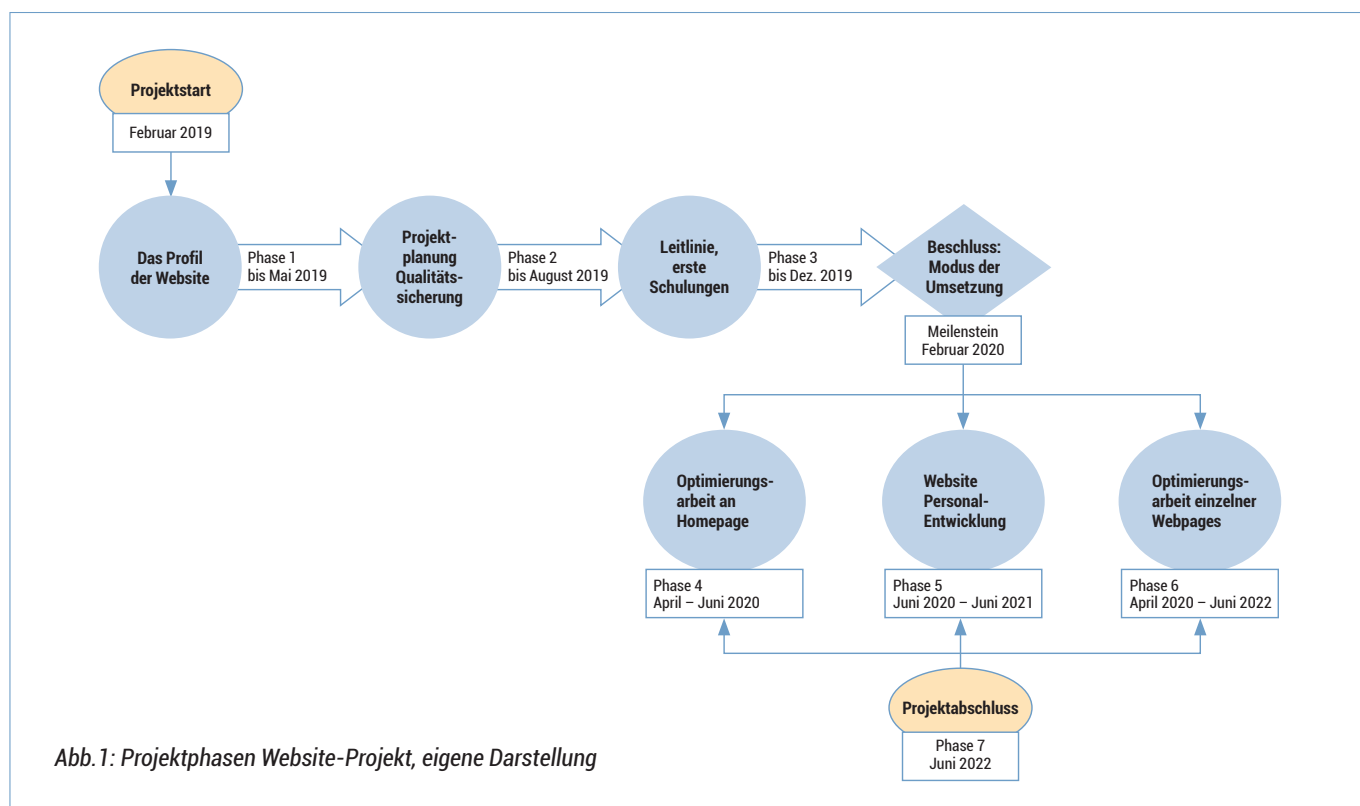 Projektstart
Februar 2019
Das Profil
der Website
Phase 1
bis Mai 2019
Projekt-
planung
Qualitäts-
sicherung
Phase 2
bis August 2019
Leitlinie,
erste
Schulungen
Phase 3
bis Dez. 2019
Beschluss:
Modus der
Umsetzung
Meilenstein
Februar 2020
Optimierungs-
arbeit an
Homepage
Phase 4
April – Juni 2020
Website
Personal-
Entwicklung
Phase 5
Juni 2020 – Juni 2021
Optimierungs-
arbeit einzelner
Webpages
Phase 6
April 2020 – Juni 2022
Projektabschluss
Phase 7
Juni 2022
Abb.1: Projektphasen Website-Projekt, eigene Darstellung